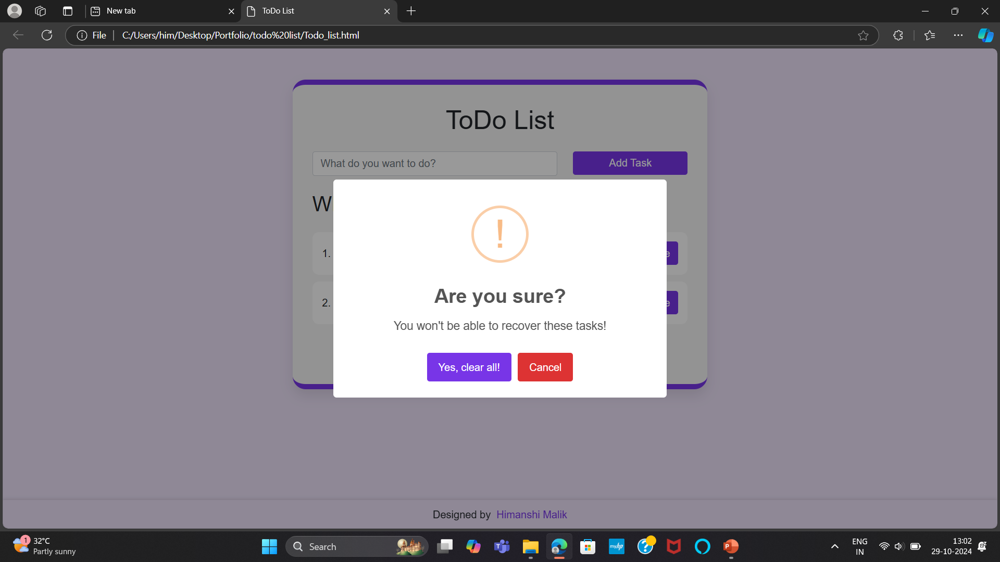 New tab
ToDo List
File
C:/Users/him/Desktop/Portfolio/todo%20list/Todo_list.html
ToDo List
What do you want to do?
Add Task
W
1.
e
2.
e
!
Are you sure?
You won't be able to recover these tasks!
Yes, clear all!
Cancel
Designed by Himanshi Malik
1
32°C
Partly sunny
Search
T
myhp
?
P
ENG
IN
13:02
29-10-2024